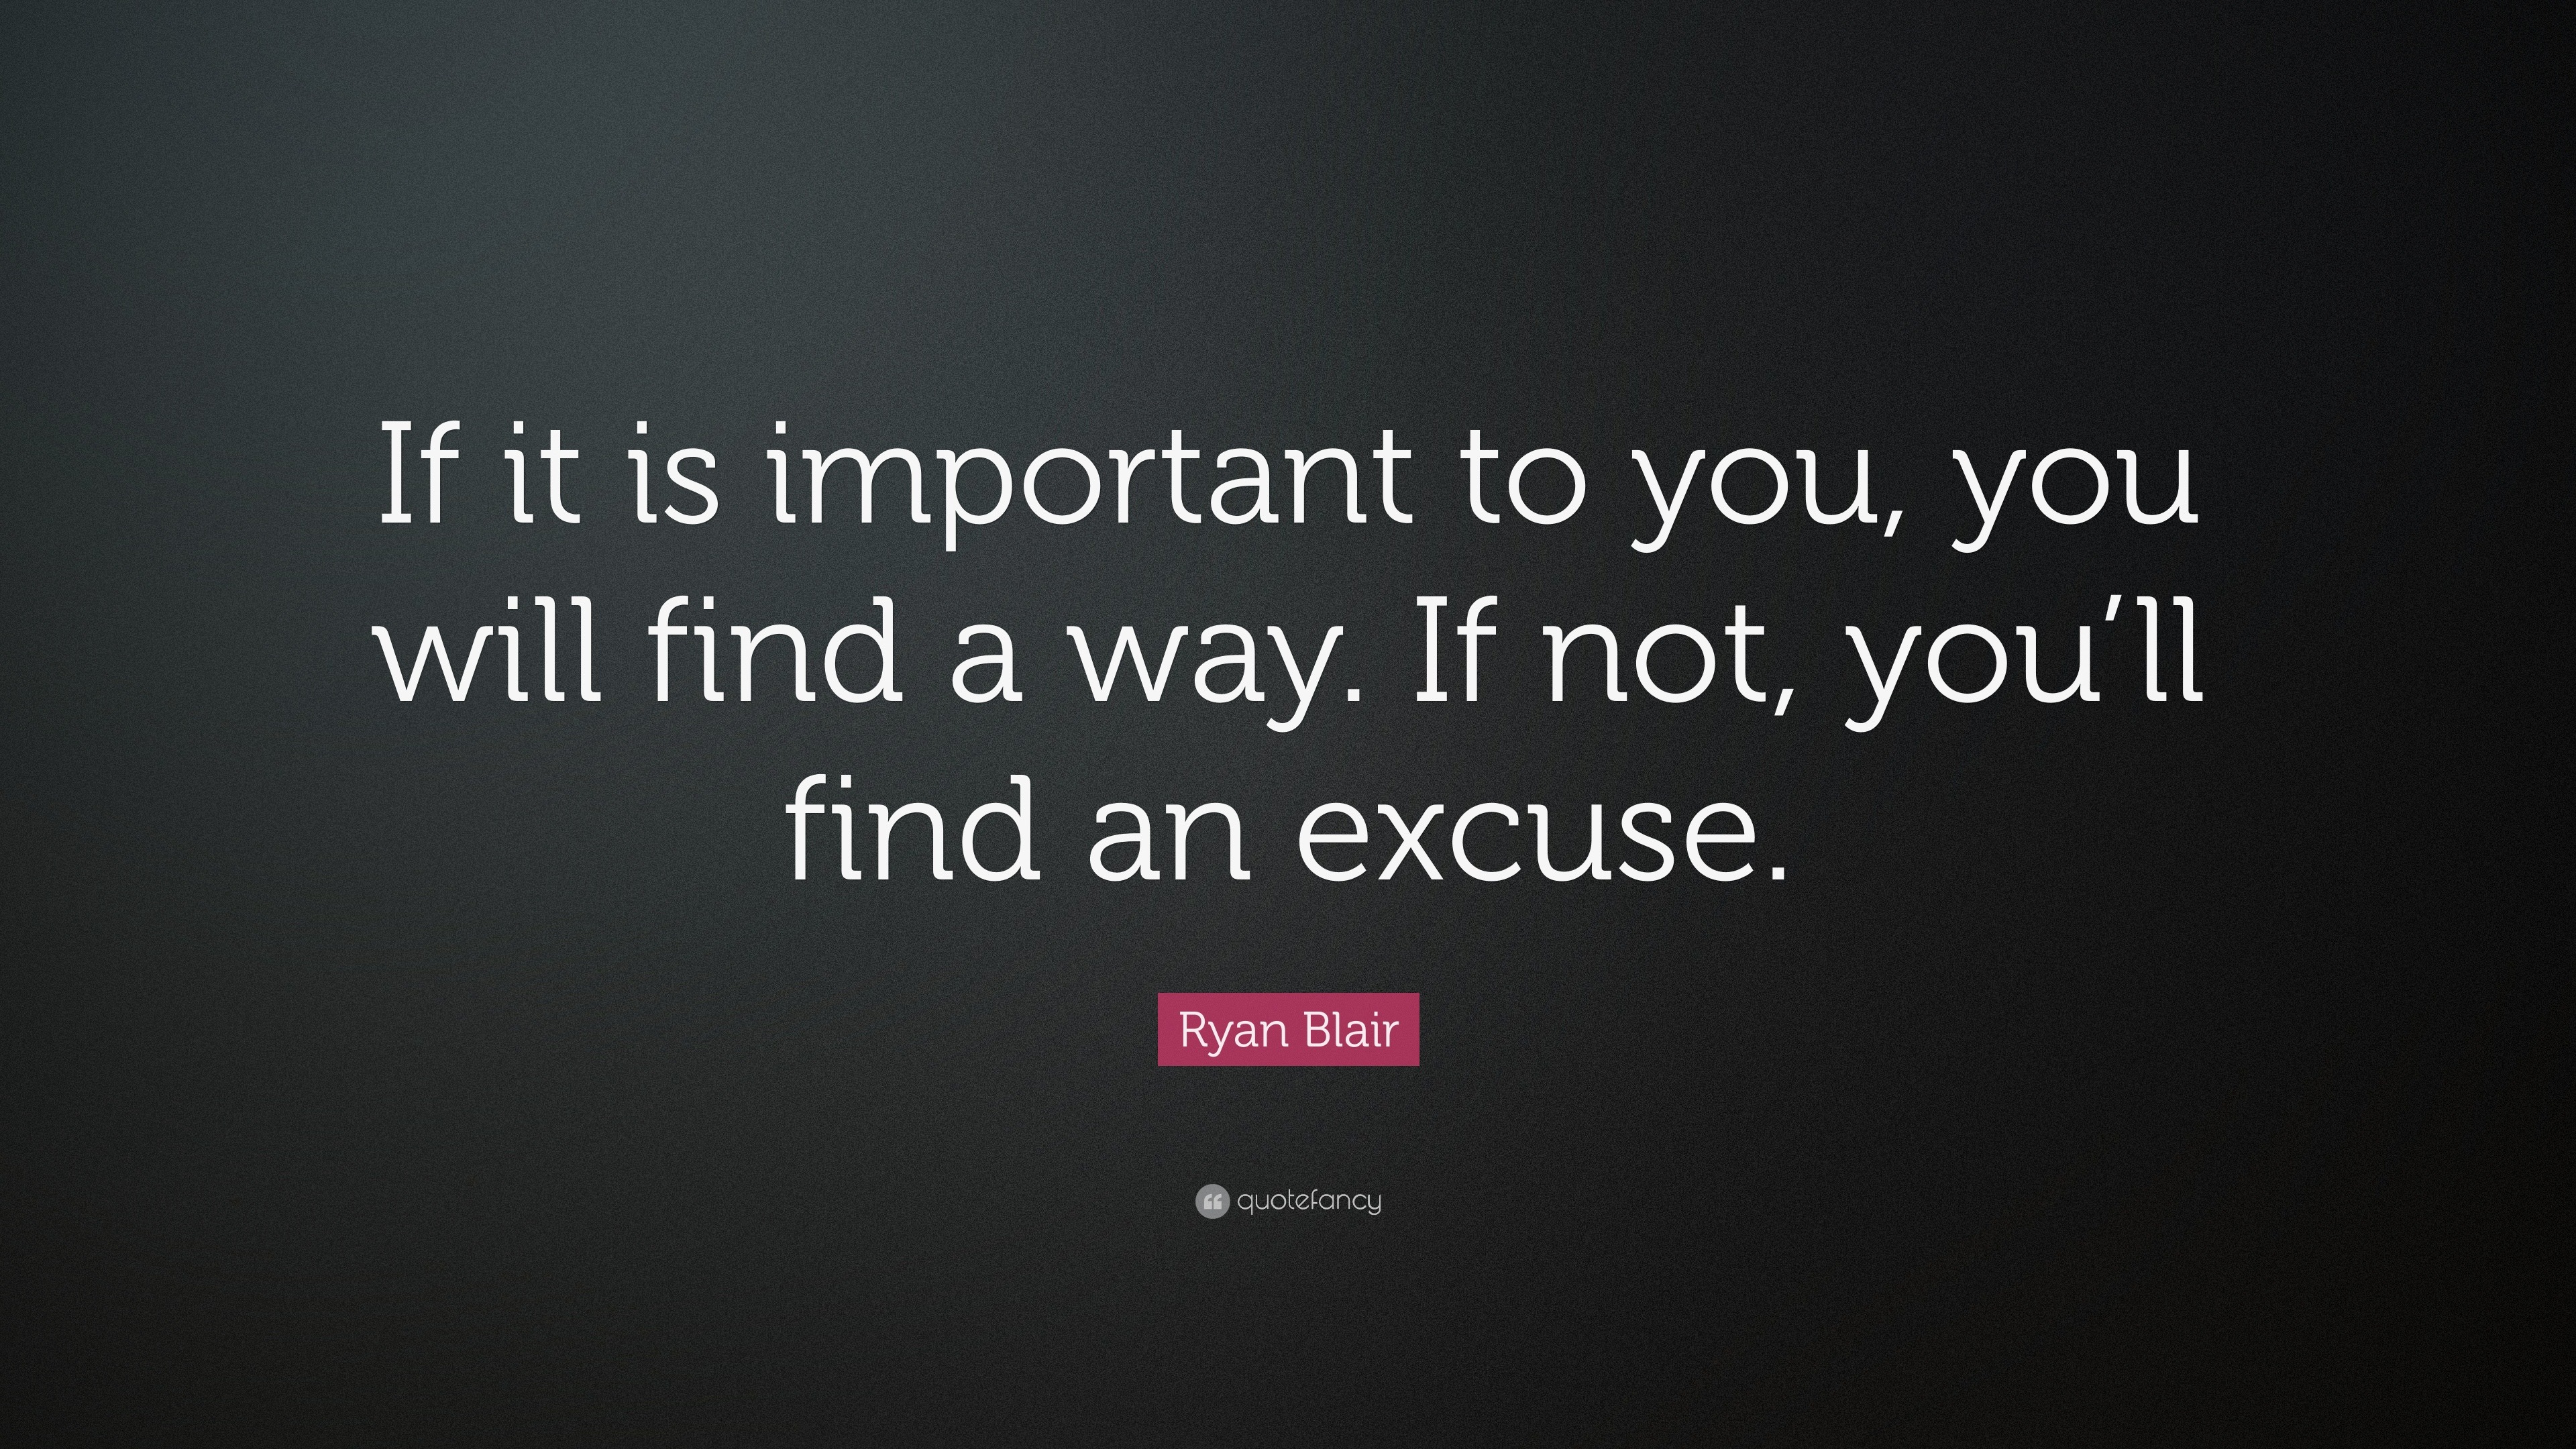 If it is important to you, you
will find a way. If not, you’ll
find an excuse.
Ryan Blair
quotefancy